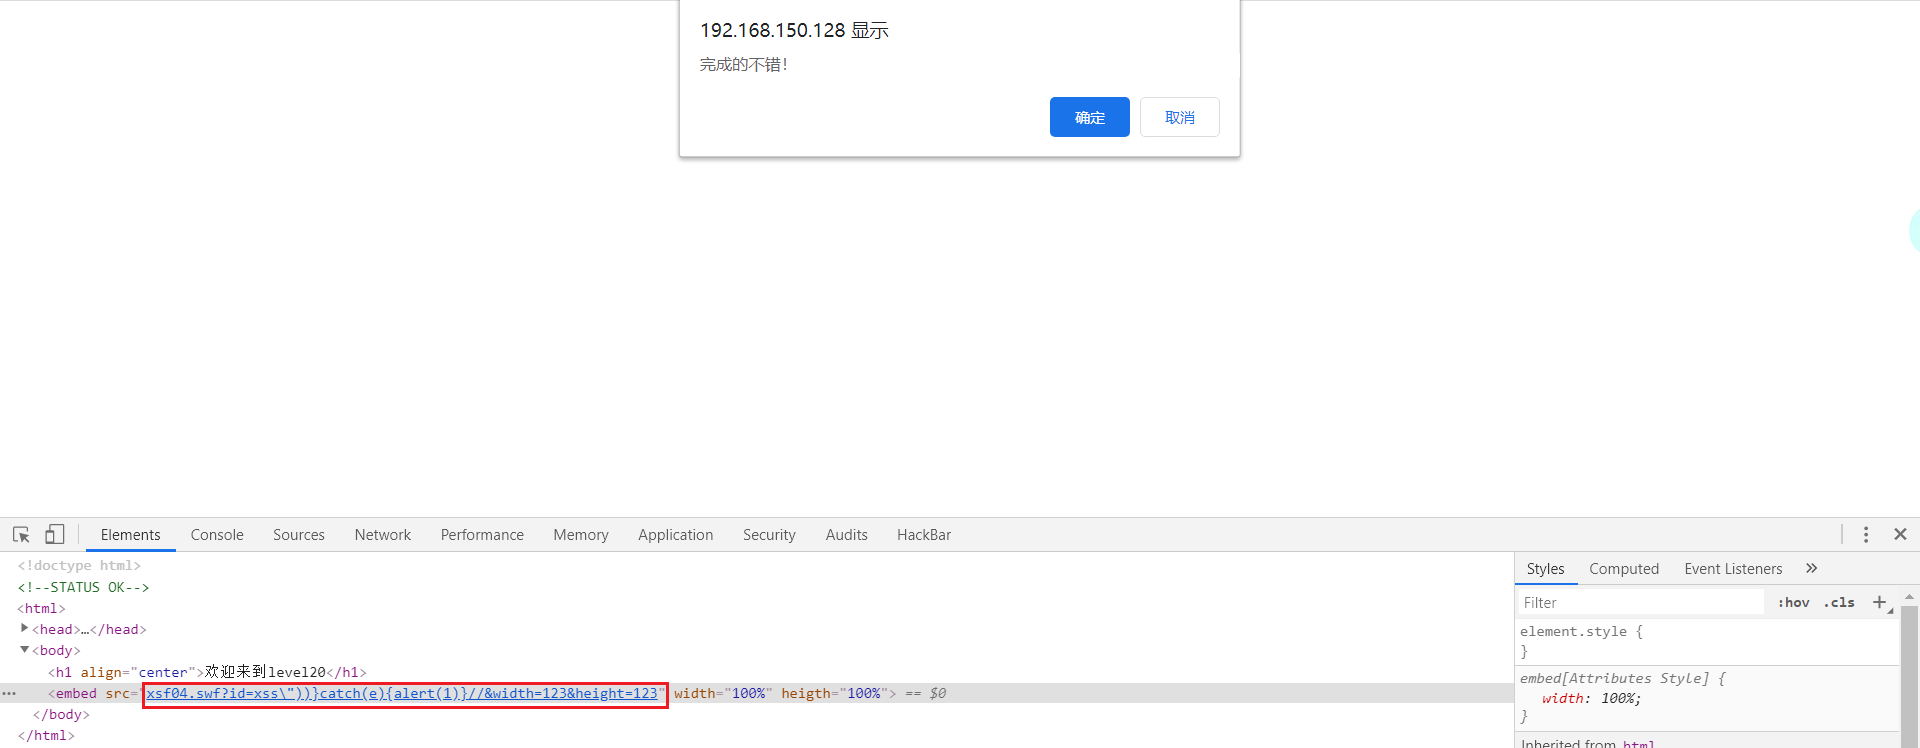 192.168.150.128 显示
完成的不错!
确定 取消
Elements Console Sources Network Performance Memory Application Security Audits HackBar
<!doctype html>
<!--STATUS OK-->
<html>
<head>…</head>
<body>
<h1 align="center">欢迎来到level20</h1>
<embed src="xsf04.swf?id=xss\"))}catch(e){alert(1)}//&width=123&height=123" width="100%" heigth="100%"> == $0
</body>
</html>
Styles Computed Event Listeners
Filter :hov .cls
element.style {
}
embed[Attributes Style] {
width: 100%;
}
Inherited from html